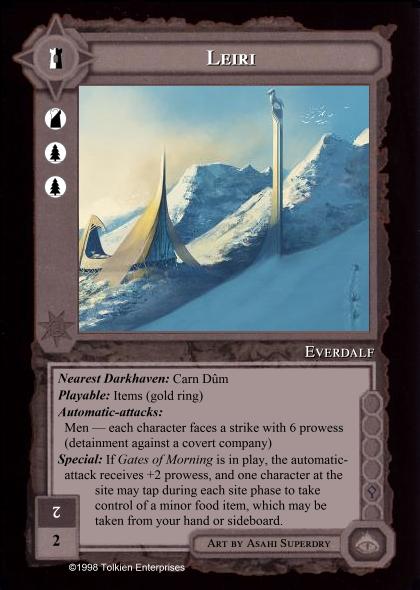 LEIRI
EVERDALF
Nearest Darkhaven: Carn Dûm
Playable: Items (gold ring)
Automatic-attacks:
Men — each character faces a strike with 6 prowess
(detainment against a covert company)
Special: If Gates of Morning is in play, the automatic-
attack receives +2 prowess, and one character at the
site may tap during each site phase to take
control of a minor food item, which may be
taken from your hand or sideboard.
2
2
ART BY ASAHI SUPERDRY
©1998 Tolkien Enterprises